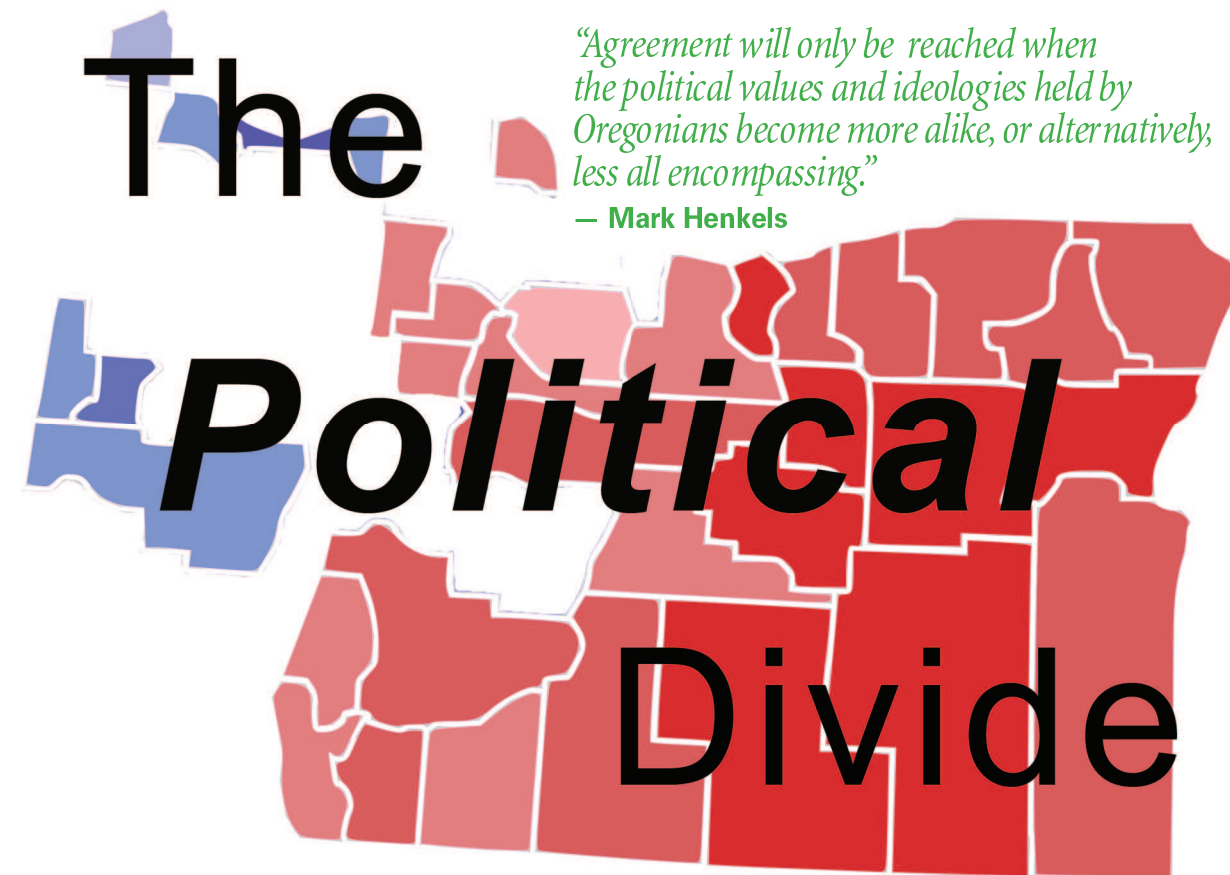 The
“Agreement will only be reached when
the political values and ideologies held by
Oregonians become more alike, or alternatively,
less all encompassing.”
— Mark Henkels
Political
Divide